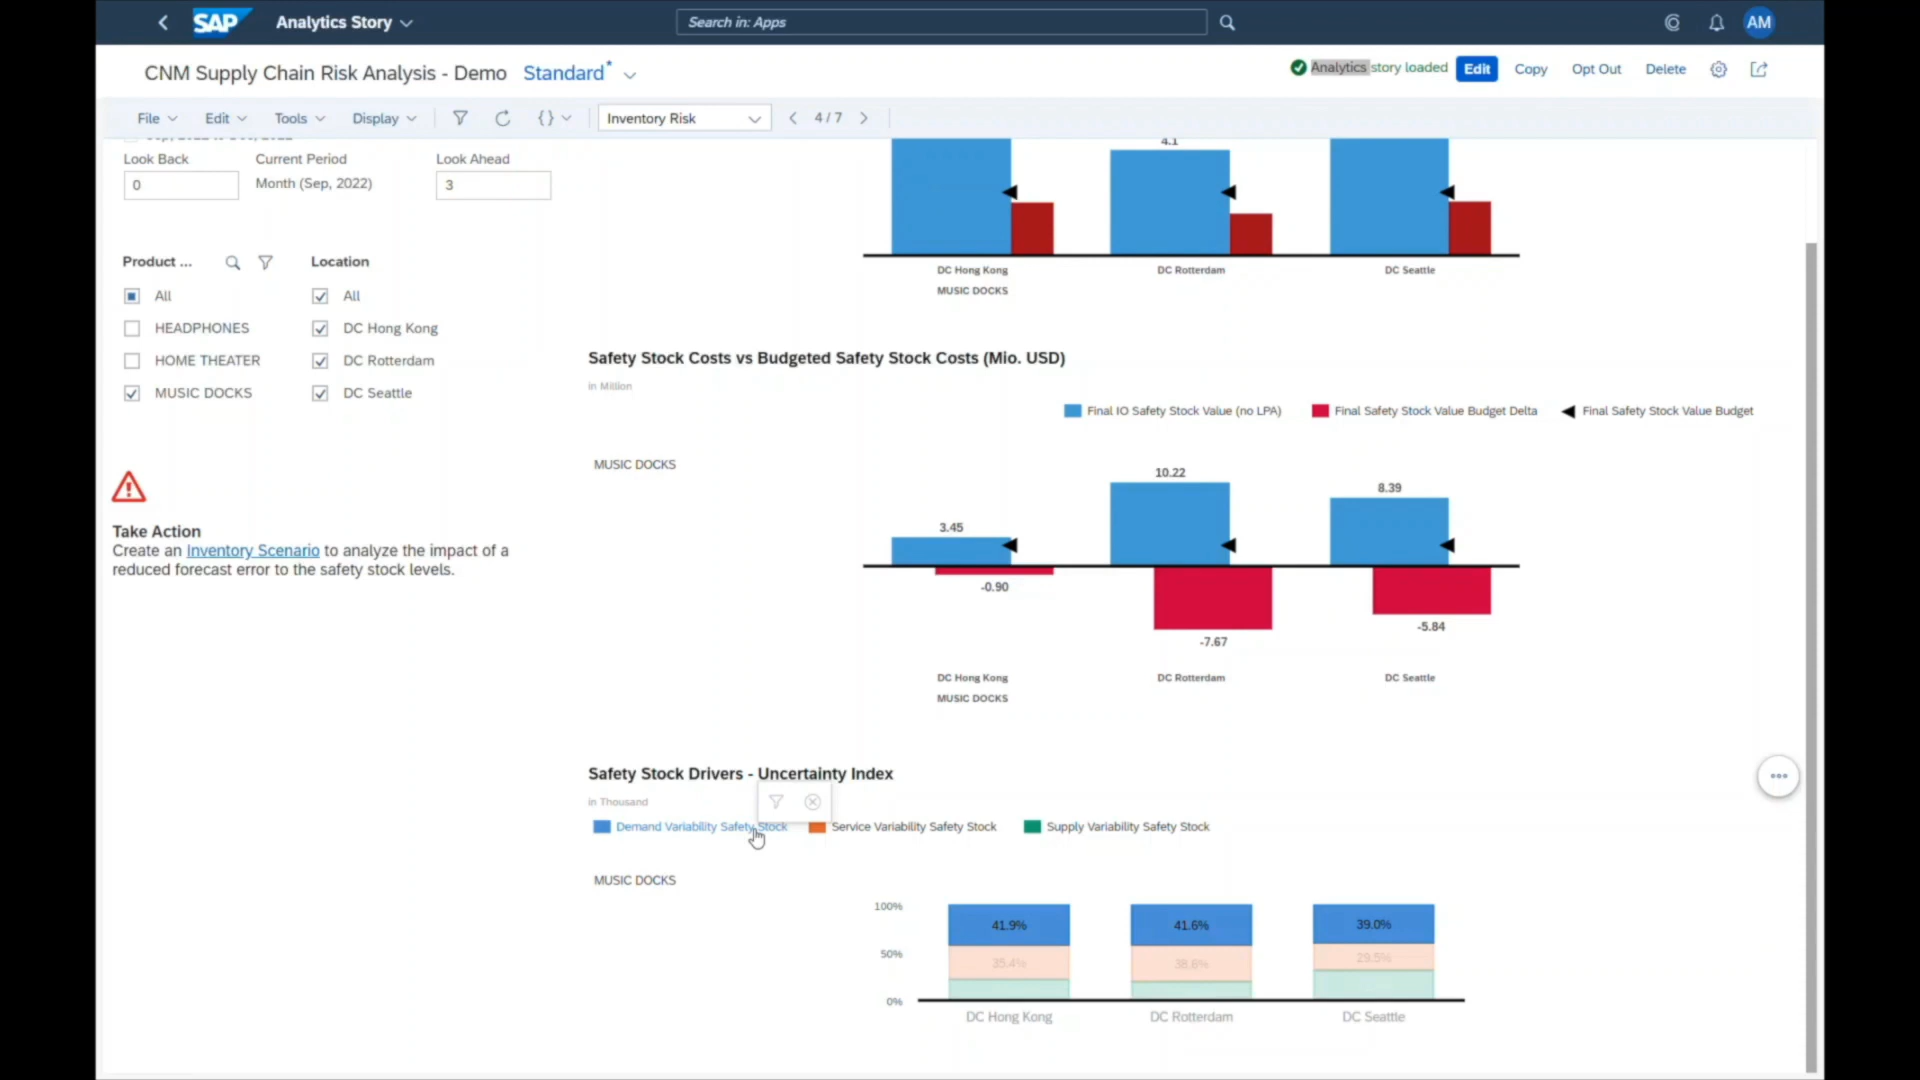 SAP Analytics Story Search in: Apps AM
CNM Supply Chain Risk Analysis - Demo Standard* Analytics story loaded Edit Copy Opt Out Delete
File Edit Tools Display { } Inventory Risk 4 / 7
Look Back Current Period Look Ahead
0 Month (Sep, 2022) 3
4.1
DC Hong Kong DC Rotterdam DC Seattle
MUSIC DOCKS
Product ... Location
All All
HEADPHONES DC Hong Kong
HOME THEATER DC Rotterdam
MUSIC DOCKS DC Seattle
Take Action
Create an Inventory Scenario to analyze the impact of a
reduced forecast error to the safety stock levels.
Safety Stock Costs vs Budgeted Safety Stock Costs (Mio. USD)
in Million
Final IO Safety Stock Value (no LPA) Final Safety Stock Value Budget Delta Final Safety Stock Value Budget
MUSIC DOCKS
10.22
8.39
3.45
-0.90
-5.84
-7.67
DC Hong Kong DC Rotterdam DC Seattle
MUSIC DOCKS
Safety Stock Drivers - Uncertainty Index
in Thousand
Demand Variability Safety Stock Service Variability Safety Stock Supply Variability Safety Stock
MUSIC DOCKS
100%
41.9% 41.6% 39.0%
50%
35.4% 38.8% 29.5%
0%
DC Hong Kong DC Rotterdam DC Seattle